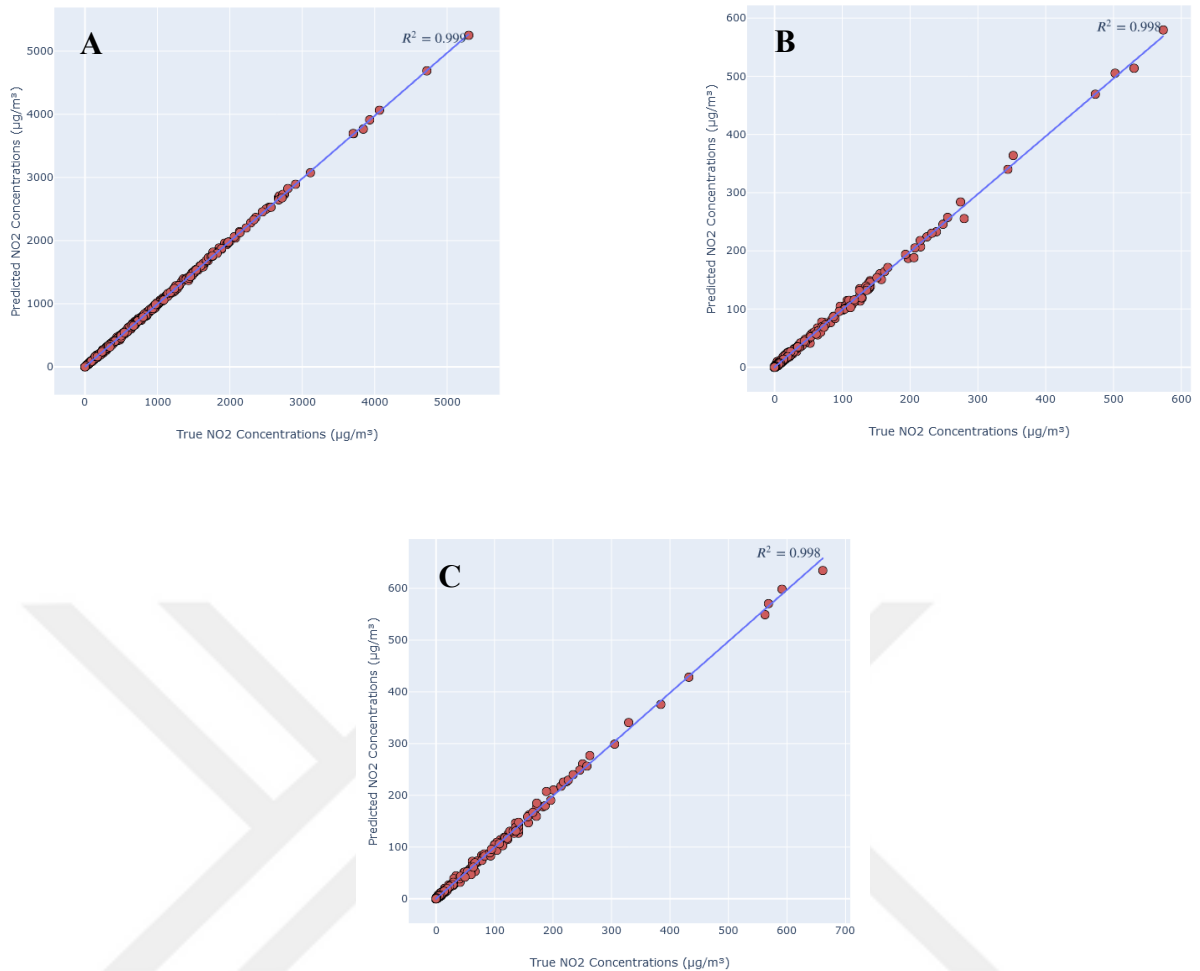 A
R² = 0.999
Predicted NO2 Concentrations (µg/m³)
5000
4000
3000
2000
1000
0
0 1000 2000 3000 4000 5000
True NO2 Concentrations (µg/m³)
B
R² = 0.998
Predicted NO2 Concentrations (µg/m³)
600
500
400
300
200
100
0
0 100 200 300 400 500 600
True NO2 Concentrations (µg/m³)
C
R² = 0.998
Predicted NO2 Concentrations (µg/m³)
600
500
400
300
200
100
0
0 100 200 300 400 500 600 700
True NO2 Concentrations (µg/m³)